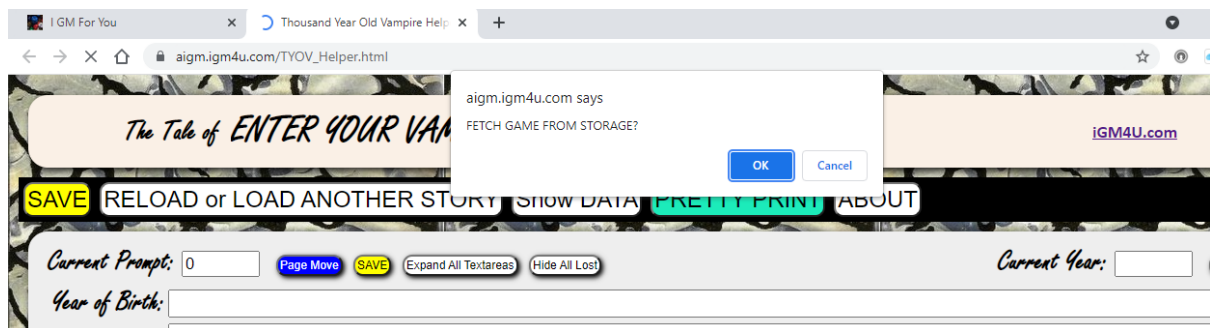 I GM For You
Thousand Year Old Vampire Help
aigm.igm4u.com/TYOV_Helper.html
aigm.igm4u.com says
FETCH GAME FROM STORAGE?
OK Cancel
The Tale of ENTER YOUR VAM
iGM4U.com
SAVE RELOAD or LOAD ANOTHER STORY Show DATA PRETTY PRINT ABOUT
Current Prompt: 0 Page Move SAVE Expand All Textareas Hide All Lost Current Year:
Year of Birth: